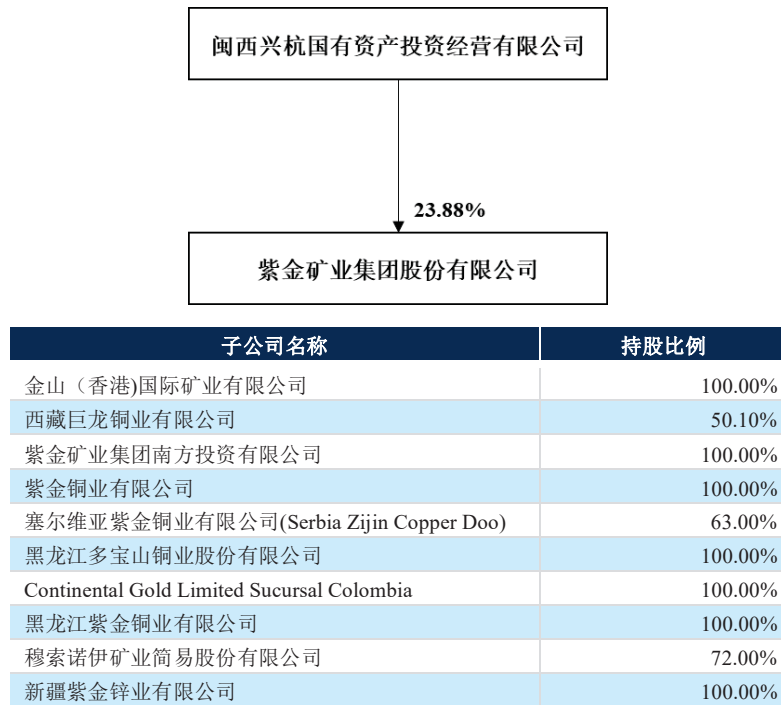 闽西兴杭国有资产投资经营有限公司
23.88%
紫金矿业集团股份有限公司
子公司名称 持股比例
金山（香港)国际矿业有限公司 100.00%
西藏巨龙铜业有限公司 50.10%
紫金矿业集团南方投资有限公司 100.00%
紫金铜业有限公司 100.00%
塞尔维亚紫金铜业有限公司(Serbia Zijin Copper Doo) 63.00%
黑龙江多宝山铜业股份有限公司 100.00%
Continental Gold Limited Sucursal Colombia 100.00%
黑龙江紫金铜业有限公司 100.00%
穆索诺伊矿业简易股份有限公司 72.00%
新疆紫金锌业有限公司 100.00%